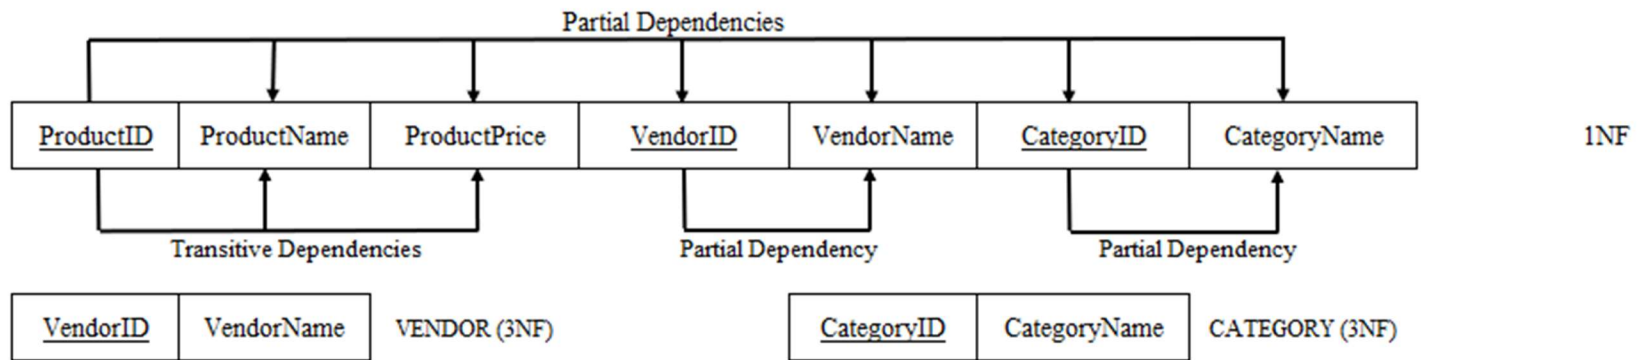 Partial Dependencies
ProductID ProductName ProductPrice VendorID VendorName CategoryID CategoryName 1NF
Transitive Dependencies Partial Dependency Partial Dependency
VendorID VendorName VENDOR (3NF) CategoryID CategoryName CATEGORY (3NF)